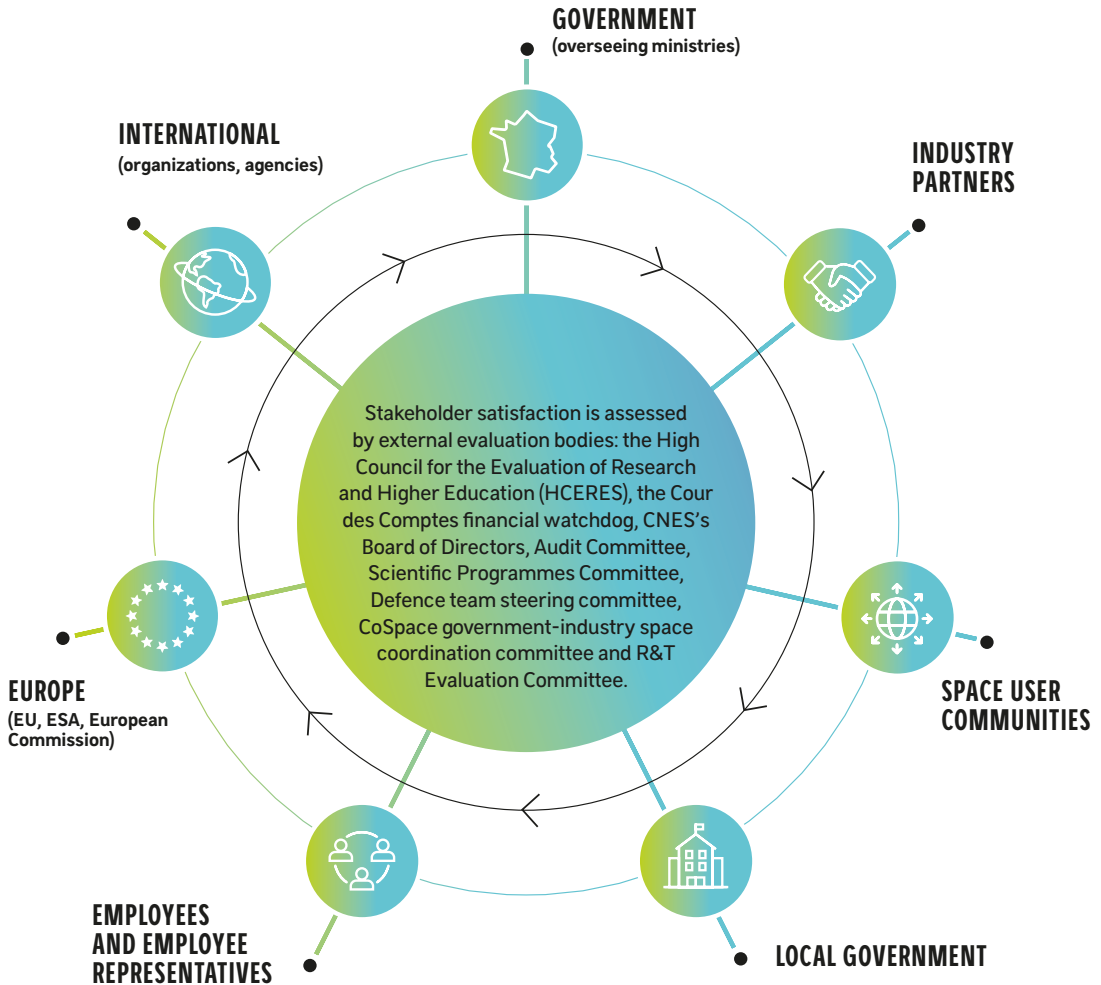 GOVERNMENT
(overseeing ministries)
INTERNATIONAL
(organizations, agencies)
INDUSTRY
PARTNERS
Stakeholder satisfaction is assessed
by external evaluation bodies: the High
Council for the Evaluation of Research
and Higher Education (HCERES), the Cour
des Comptes financial watchdog, CNES’s
Board of Directors, Audit Committee,
Scientific Programmes Committee,
Defence team steering committee,
CoSpace government-industry space
coordination committee and R&T
Evaluation Committee.
EUROPE
(EU, ESA, European
Commission)
SPACE USER
COMMUNITIES
EMPLOYEES
AND EMPLOYEE
REPRESENTATIVES
LOCAL GOVERNMENT